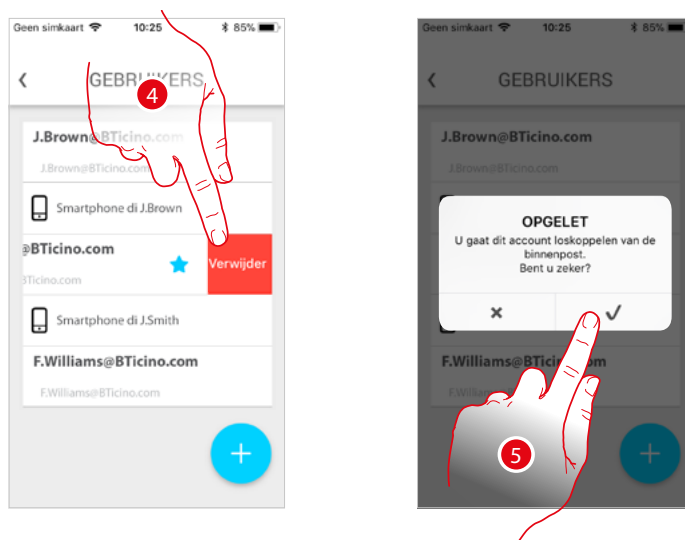 Geen simkaart 10:25 85%
GEBRUIKERS
4
J.Brown@BTicino.com
J.Brown@BTicino.com
Smartphone di J.Brown
@BTicino.com
Verwijder
BTicino.com
Smartphone di J.Smith
F.Williams@BTicino.com
F.Williams@BTicino.com
+
Geen simkaart 10:25 85%
GEBRUIKERS
J.Brown@BTicino.com
J.Brown@BTicino.com
OPGELET
U gaat dit account loskoppelen van de
binnenpost.
Bent u zeker?
F.Williams@
+
5